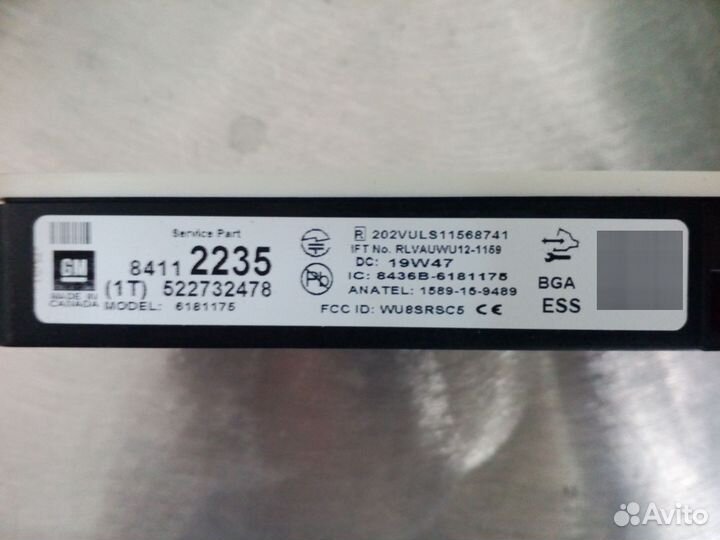 Service Part
GM
8411 2235
(1T) 522732478
MADE IN
CANADA
MODEL: 6181175
R 202VULS11568741
IFT No. RLVAUWU12-1159
DC: 19W47
IC: 8436B-6181175
ANATEL: 1589-15-9489
FCC ID: WU8SRSC5 CE
Pb
BGA
ESS
Avito